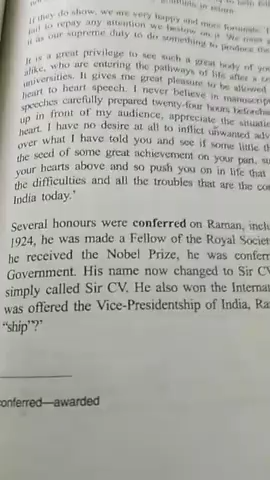 if they do show, we are very happy and more fortunate. I
fail to repay any attention we bestow on it. We must
it as our supreme duty to do something to produce the
It is a great privilege to see such a great body of yo
alike, who are entering the pathways of life after a
universities. It gives me great pleasure to be allowed
heart to heart speech. I never believe in manuscrip
speeches carefully prepared twenty-four hours beforeha
up in front of my audience, appreciate the situati
heart. I have no desire at all to inflict unwanted adv
over what I have told you and see if some little th
the seed of some great achievement on your part, s
your hearts above and so push you on in life that
the difficulties and all the troubles that are the co
India today.'
Several honours were conferred on Raman, inclu
1924, he was made a Fellow of the Royal Societ
he received the Nobel Prize, he was conferr
Government. His name now changed to Sir CV
simply called Sir CV. He also won the Internat
was offered the Vice-Presidentship of India, Ra
“ship”?'
onferred—awarded